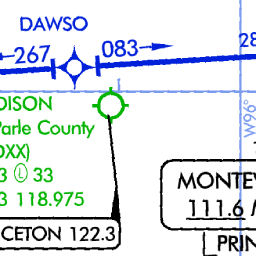 DAWSO
267
083
28
DISON
Parle County
DXX)
3 Ⓛ 33
3 118.975
CETON 122.3
W96°
MONTEV
111.6
PRIN